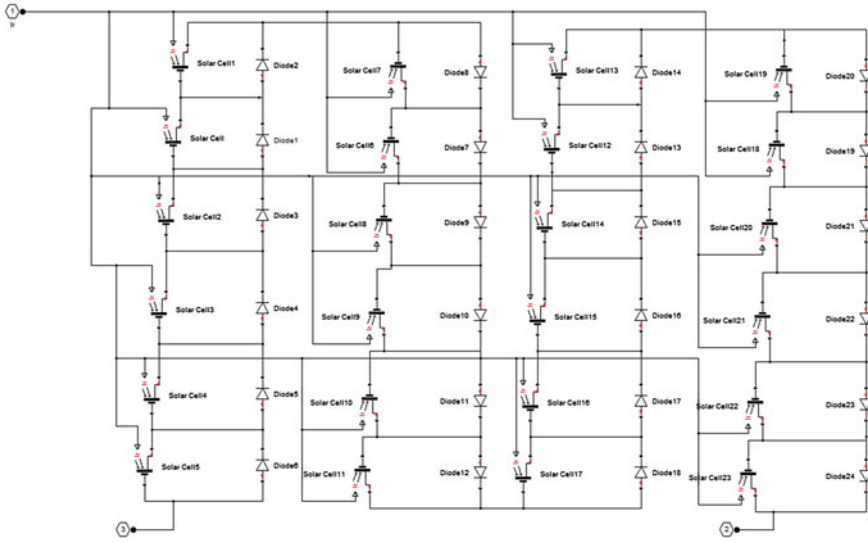 1
Ir
Solar Cell1
Diode2
Solar Cell7
Diode8
Solar Cell13
Diode14
Solar Cell19
Diode20
Solar Cell
Diode1
Solar Cell6
Diode7
Solar Cell12
Diode13
Solar Cell18
Diode19
Solar Cell2
Diode3
Solar Cell8
Diode9
Solar Cell14
Diode15
Solar Cell20
Diode21
Solar Cell3
Diode4
Solar Cell9
Diode10
Solar Cell15
Diode16
Solar Cell21
Diode22
Solar Cell4
Diode5
Solar Cell10
Diode11
Solar Cell16
Diode17
Solar Cell22
Diode23
Solar Cell5
Diode6
Solar Cell11
Diode12
Solar Cell17
Diode18
Solar Cell23
Diode24
3
2